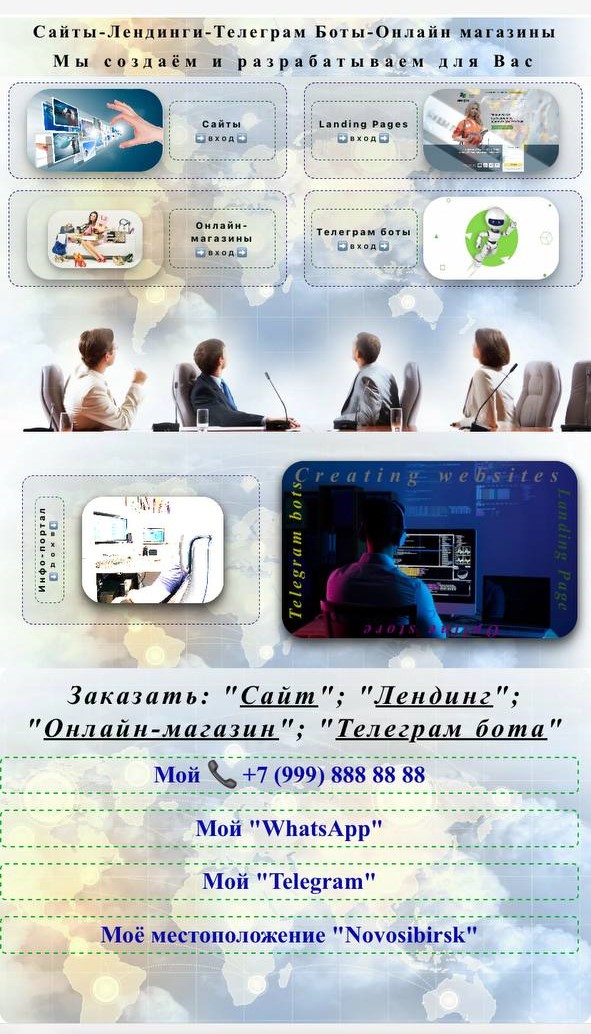 Сайты-Лендинги-Телеграм Боты-Онлайн магазины
Мы создаём и разрабатываем для Вас
Сайты
➡️вход➡️
Landing Pages
➡️вход➡️
Онлайн-
магазины
➡️вход➡️
Телеграм боты
➡️вход➡️
Инфо-портал
➡️вход➡️
Creating websites
Telegram bots
Landing Page
Online store
Заказать: "Сайт"; "Лендинг";
"Онлайн-магазин"; "Телеграм бота"
Мой 📞 +7 (999) 888 88 88
Мой "WhatsApp"
Мой "Telegram"
Моё местоположение "Novosibirsk"